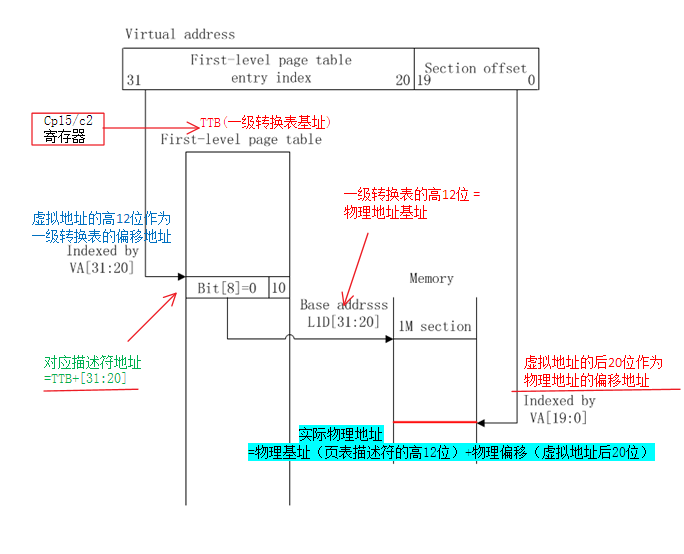 Virtual address
First-level page table
entry index
31
20
19
Section offset
0
Cp15/c2
寄存器
TTB(一级转换表基址)
First-level page table
一级转换表的高12位 =
物理地址基址
虚拟地址的高12位作为
一级转换表的偏移地址
Indexed by
VA[31:20]
Memory
Bit[8]=0
10
Base addrsss
L1D[31:20]
1M section
对应描述符地址
=TTB+[31:20]
虚拟地址的后20位作为
物理地址的偏移地址
Indexed by
VA[19:0]
实际物理地址
=物理基址（页表描述符的高12位）+物理偏移（虚拟地址后20位）